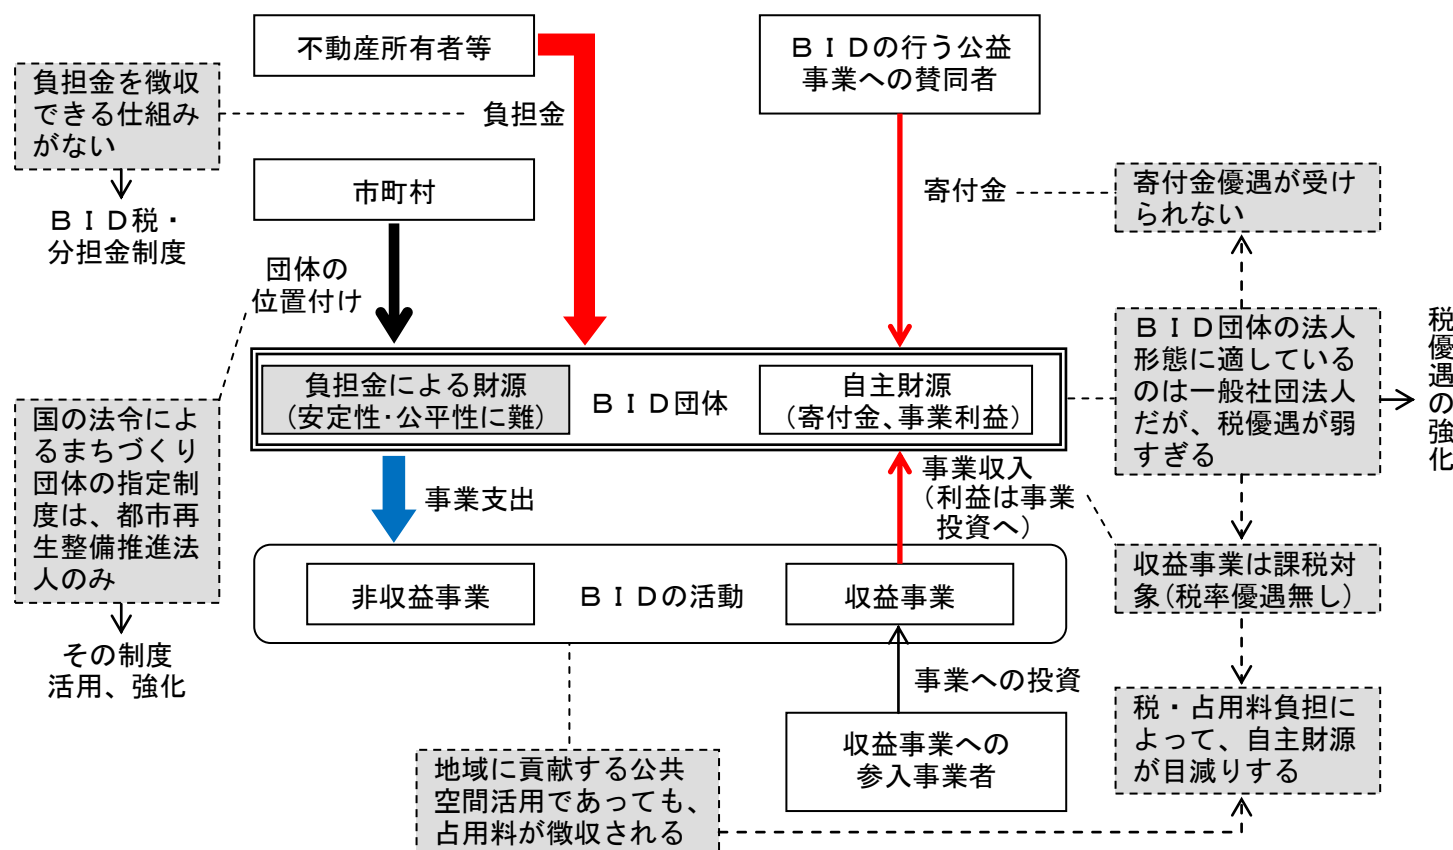 不動産所有者等
BIDの行う公益
事業への賛同者
負担金を徴収
できる仕組み
がない
負担金
BID税・
分担金制度
市町村
寄付金
寄付金優遇が受け
られない
団体の
位置付け
負担金による財源
(安定性・公平性に難)
BID団体
自主財源
(寄付金、事業利益)
BID団体の法人
形態に適している
のは一般社団法人
だが、税優遇が弱
すぎる
税優遇の強化
国の法令によ
るまちづくり
団体の指定制
度は、都市再
生整備推進法
人のみ
その制度
活用、強化
事業支出
事業収入
(利益は事業
投資へ)
非収益事業
BIDの活動
収益事業
収益事業は課税対
象(税率優遇無し)
事業への投資
収益事業への
参入事業者
税・占用料負担に
よって、自主財源
が目減りする
地域に貢献する公共
空間活用であっても、
占用料が徴収される